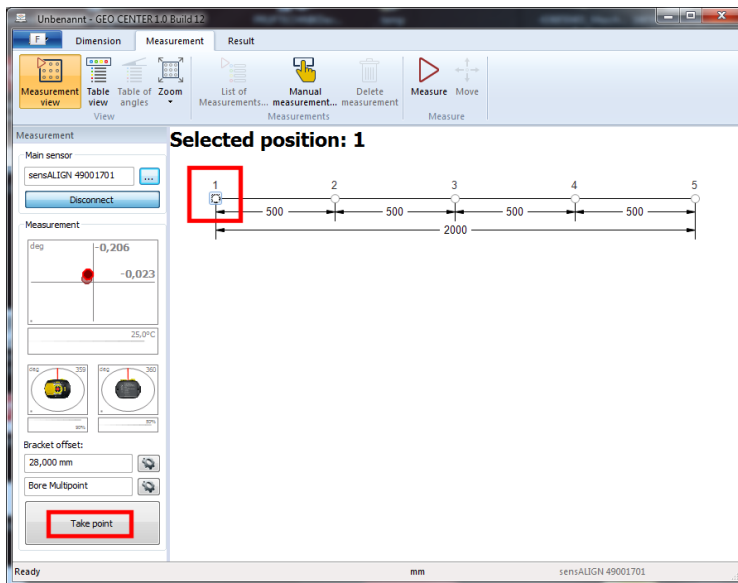 Unbenannt - GEO CENTER 1.0 Build 12
F
Dimension Measurement Result
Measurement view
Table view
Table of angles
Zoom
List of Measurements...
Manual measurement...
Delete measurement
Measure
Move
View
Measurements
Measure
Measurement
Selected position: 1
Main sensor
sensALIGN 49001701 ...
Disconnect
1 2 3 4 5
500 500 500 500
2000
Measurement
deg -0,206
-0,023
25,0°C
deg 359 deg 360
Bracket offset:
28,000 mm
Bore Multipoint
Take point
Ready mm sensALIGN 49001701